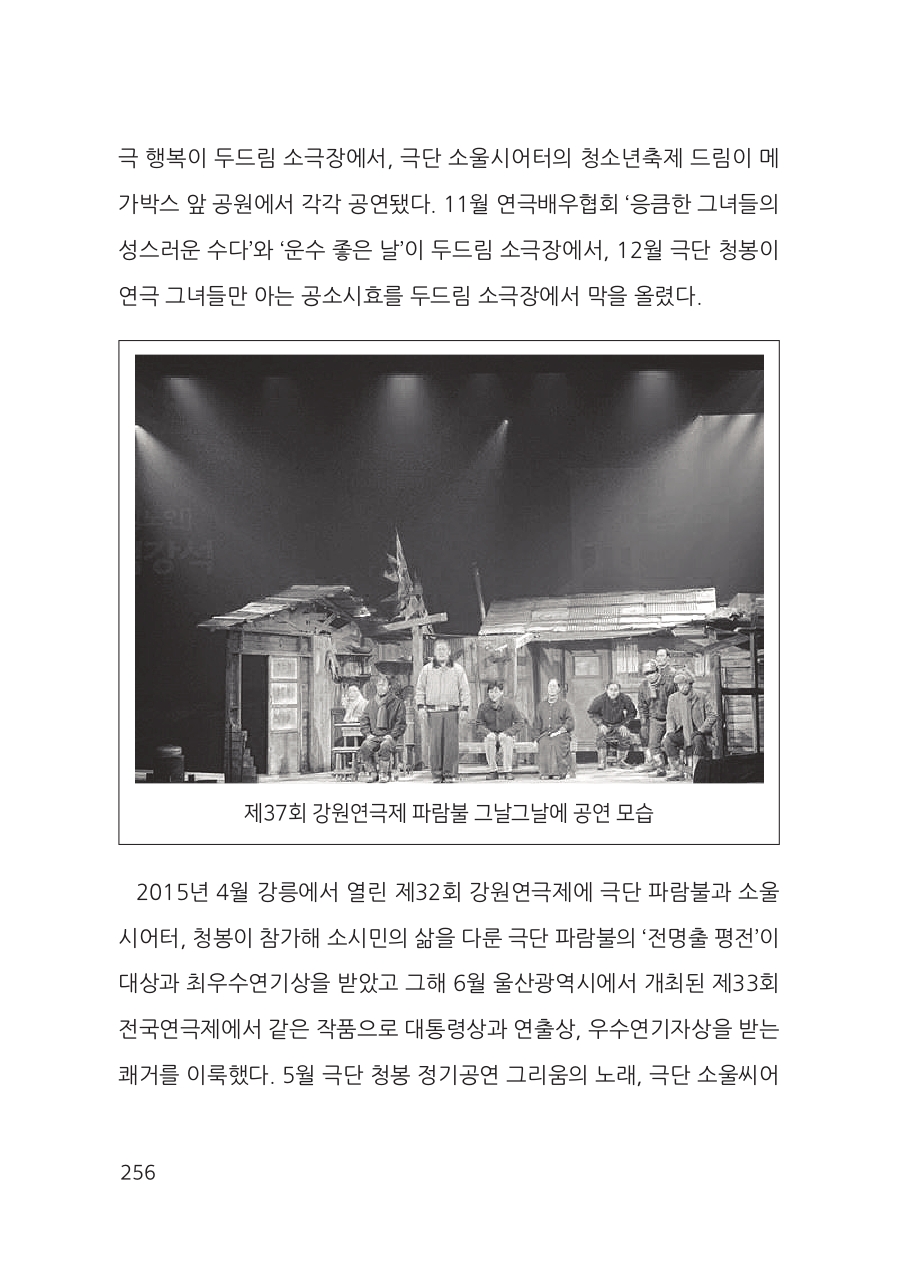 극 행복이 두드림 소극장에서, 극단 소울시어터의 청소년축제 드림이 메
가박스 앞 공원에서 각각 공연됐다. 11월 연극배우협회 ‘응큼한 그녀들의
성스러운 수다’와 ‘운수 좋은 날’이 두드림 소극장에서, 12월 극단 청봉이
연극 그녀들만 아는 공소시효를 두드림 소극장에서 막을 올렸다.
강석
제37회 강원연극제 파람불 그날그날에 공연 모습
2015년 4월 강릉에서 열린 제32회 강원연극제에 극단 파람불과 소울
시어터, 청봉이 참가해 소시민의 삶을 다룬 극단 파람불의 ‘전명출 평전’이
대상과 최우수연기상을 받았고 그해 6월 울산광역시에서 개최된 제33회
전국연극제에서 같은 작품으로 대통령상과 연출상, 우수연기자상을 받는
쾌거를 이룩했다. 5월 극단 청봉 정기공연 그리움의 노래, 극단 소울씨어
256